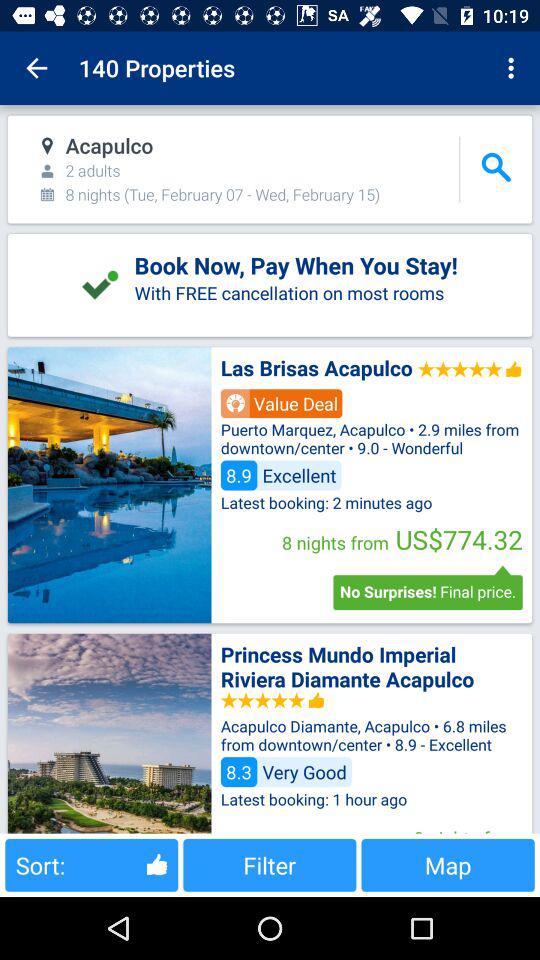 SA 10:19
140 Properties
Acapulco
2 adults
8 nights (Tue, February 07 - Wed, February 15)
Book Now, Pay When You Stay!
With FREE cancellation on most rooms
Las Brisas Acapulco
Value Deal
Puerto Marquez, Acapulco • 2.9 miles from
downtown/center • 9.0 - Wonderful
8.9 Excellent
Latest booking: 2 minutes ago
8 nights from US$774.32
No Surprises! Final price.
Princess Mundo Imperial
Riviera Diamante Acapulco
Acapulco Diamante, Acapulco • 6.8 miles
from downtown/center • 8.9 - Excellent
8.3 Very Good
Latest booking: 1 hour ago
Sort: Filter Map